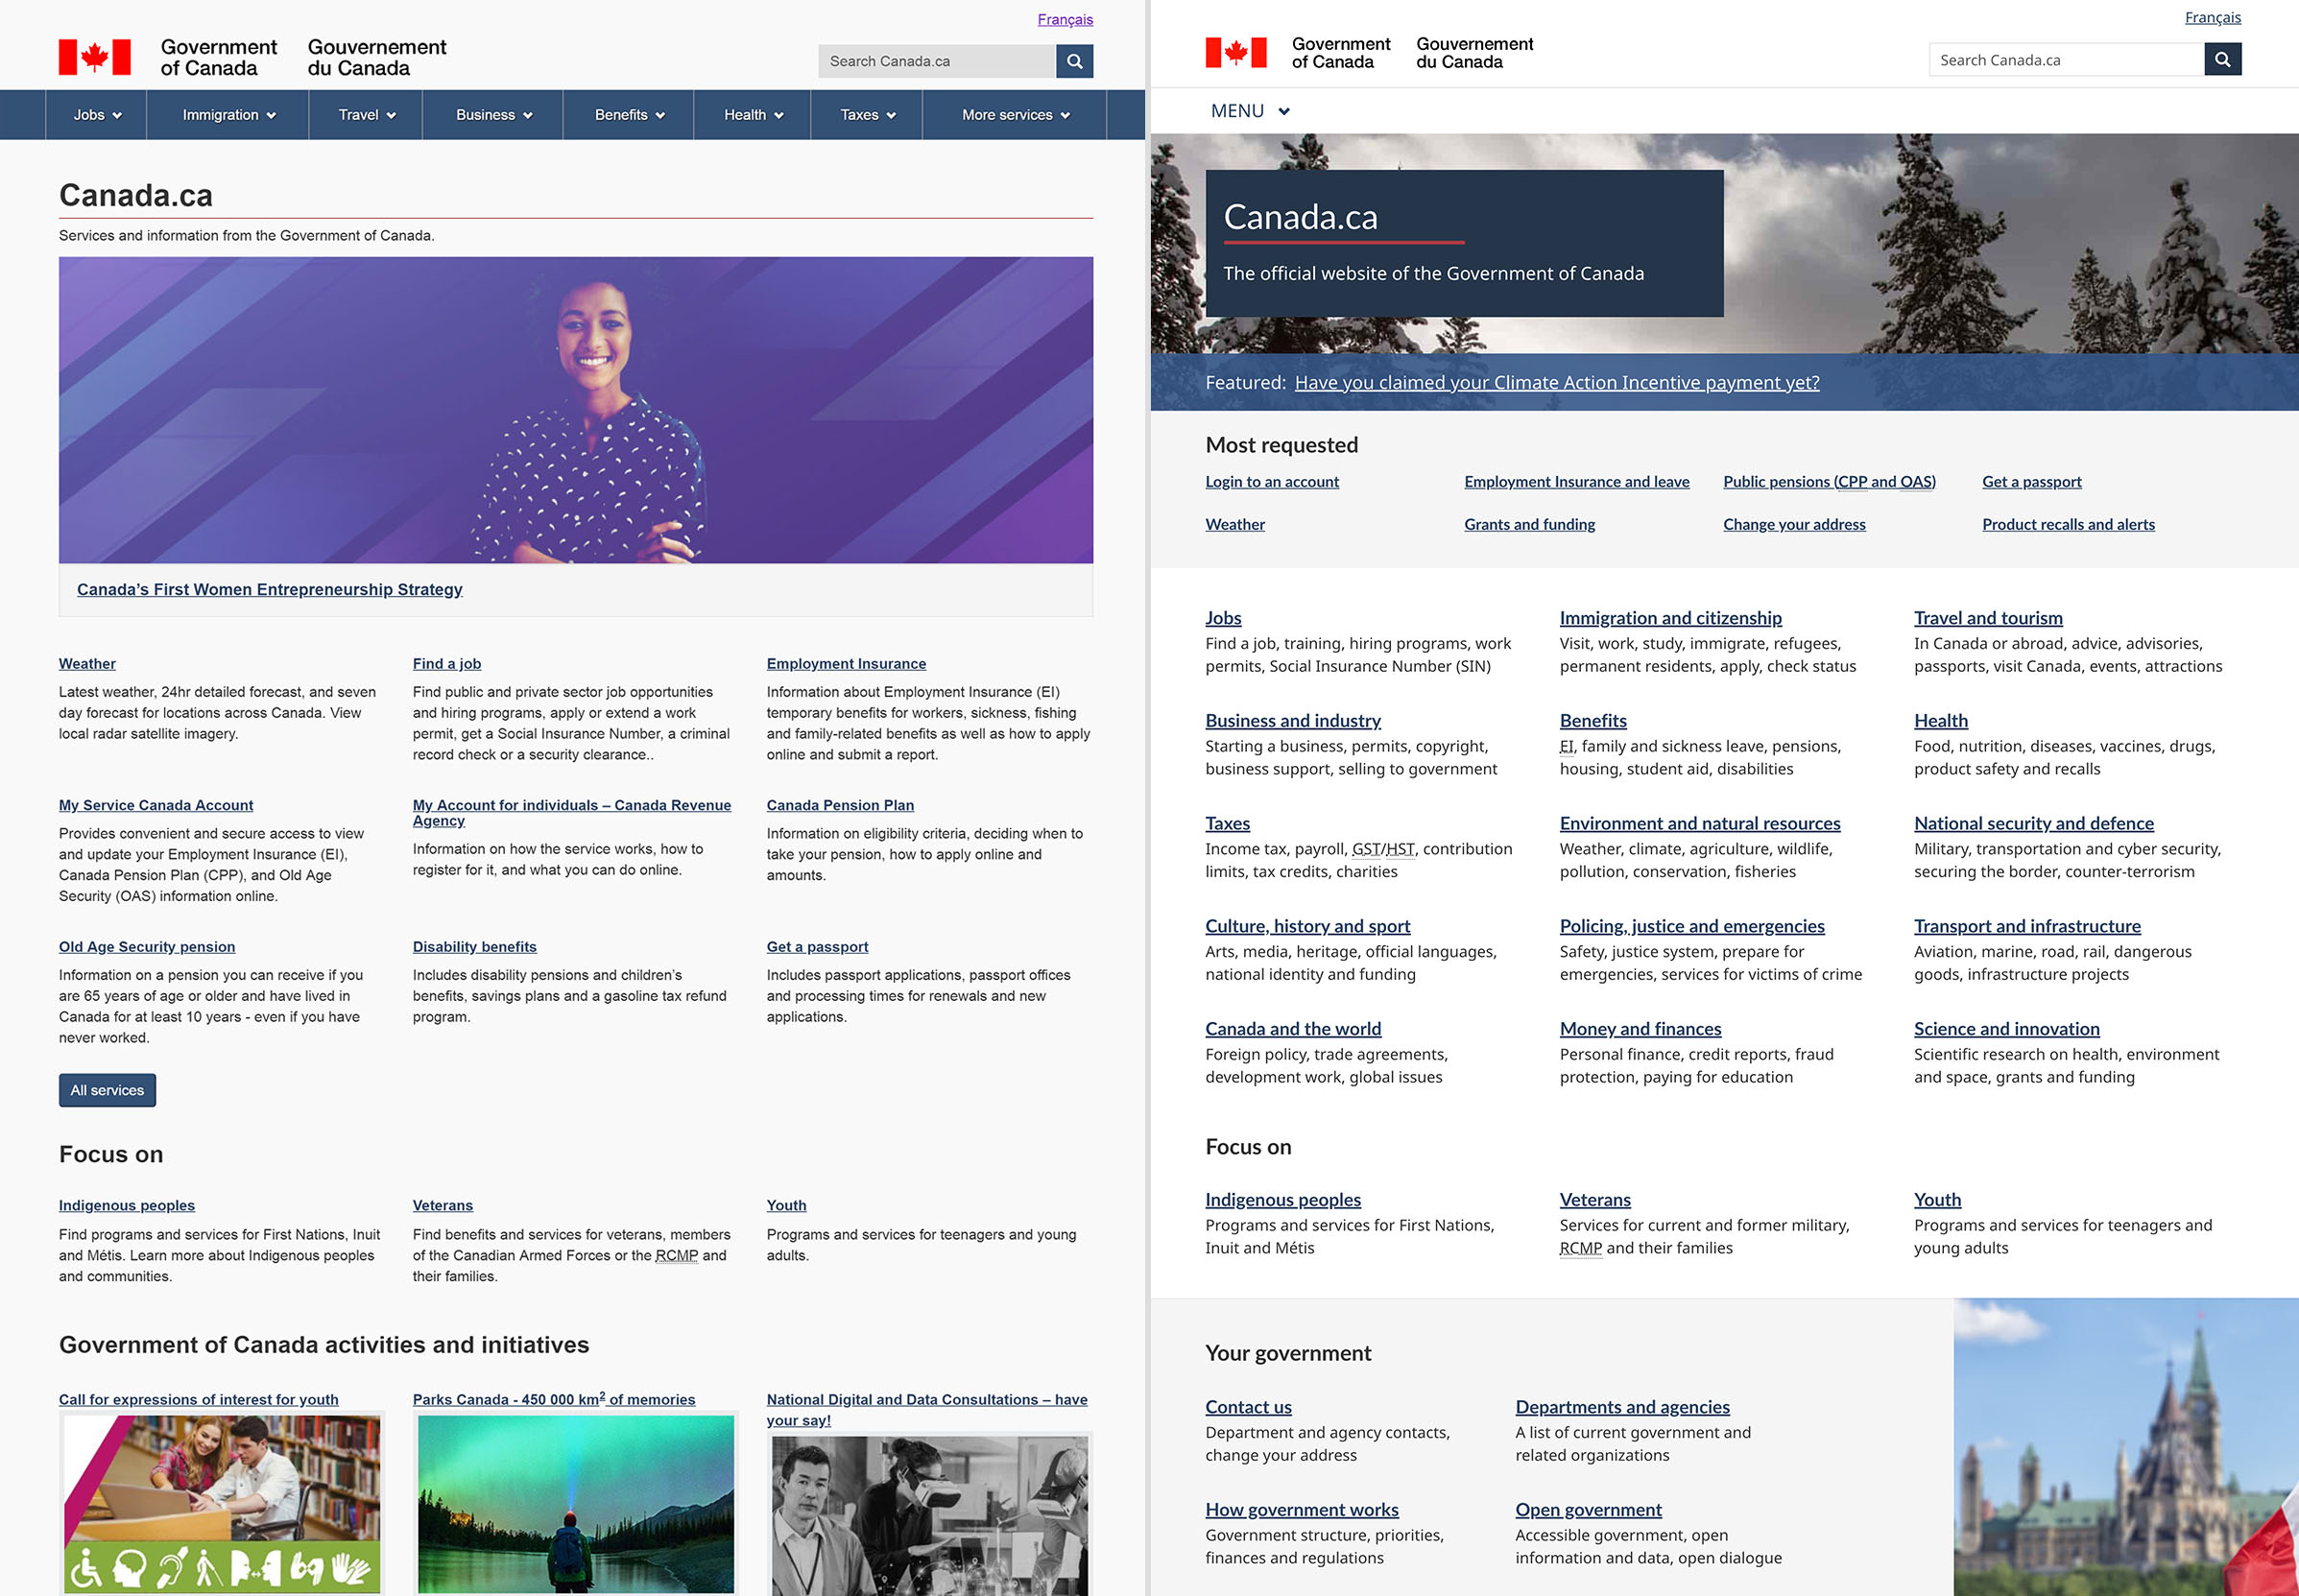 Français
Government
of Canada
Gouvernement
du Canada
Search Canada.ca
Jobs
Immigration
Travel
Business
Benefits
Health
Taxes
More services
Canada.ca
Services and information from the Government of Canada.
Canada’s First Women Entrepreneurship Strategy
Weather
Latest weather, 24hr detailed forecast, and seven
day forecast for locations across Canada. View
local radar satellite imagery.
Find a job
Find public and private sector job opportunities
and hiring programs, apply or extend a work
permit, get a Social Insurance Number, a criminal
record check or a security clearance..
Employment Insurance
Information about Employment Insurance (EI)
temporary benefits for workers, sickness, fishing
and family-related benefits as well as how to apply
online and submit a report.
My Service Canada Account
Provides convenient and secure access to view
and update your Employment Insurance (EI),
Canada Pension Plan (CPP), and Old Age
Security (OAS) information online.
My Account for individuals – Canada Revenue
Agency
Information on how the service works, how to
register for it, and what you can do online.
Canada Pension Plan
Information on eligibility criteria, deciding when to
take your pension, how to apply online and
amounts.
Old Age Security pension
Information on a pension you can receive if you
are 65 years of age or older and have lived in
Canada for at least 10 years - even if you have
never worked.
Disability benefits
Includes disability pensions and children’s
benefits, savings plans and a gasoline tax refund
program.
Get a passport
Includes passport applications, passport offices
and processing times for renewals and new
applications.
All services
Focus on
Indigenous peoples
Find programs and services for First Nations, Inuit
and Métis. Learn more about Indigenous peoples
and communities.
Veterans
Find benefits and services for veterans, members
of the Canadian Armed Forces or the RCMP and
their families.
Youth
Programs and services for teenagers and young
adults.
Government of Canada activities and initiatives
Call for expressions of interest for youth
Parks Canada - 450 000 km² of memories
National Digital and Data Consultations – have
your say!
Français
Government
of Canada
Gouvernement
du Canada
Search Canada.ca
MENU
Canada.ca
The official website of the Government of Canada
Featured: Have you claimed your Climate Action Incentive payment yet?
Most requested
Login to an account
Employment Insurance and leave
Public pensions (CPP and OAS)
Get a passport
Weather
Grants and funding
Change your address
Product recalls and alerts
Jobs
Find a job, training, hiring programs, work
permits, Social Insurance Number (SIN)
Immigration and citizenship
Visit, work, study, immigrate, refugees,
permanent residents, apply, check status
Travel and tourism
In Canada or abroad, advice, advisories,
passports, visit Canada, events, attractions
Business and industry
Starting a business, permits, copyright,
business support, selling to government
Benefits
EI, family and sickness leave, pensions,
housing, student aid, disabilities
Health
Food, nutrition, diseases, vaccines, drugs,
product safety and recalls
Taxes
Income tax, payroll, GST/HST, contribution
limits, tax credits, charities
Environment and natural resources
Weather, climate, agriculture, wildlife,
pollution, conservation, fisheries
National security and defence
Military, transportation and cyber security,
securing the border, counter-terrorism
Culture, history and sport
Arts, media, heritage, official languages,
national identity and funding
Policing, justice and emergencies
Safety, justice system, prepare for
emergencies, services for victims of crime
Transport and infrastructure
Aviation, marine, road, rail, dangerous
goods, infrastructure projects
Canada and the world
Foreign policy, trade agreements,
development work, global issues
Money and finances
Personal finance, credit reports, fraud
protection, paying for education
Science and innovation
Scientific research on health, environment
and space, grants and funding
Focus on
Indigenous peoples
Programs and services for First Nations,
Inuit and Métis
Veterans
Services for current and former military,
RCMP and their families
Youth
Programs and services for teenagers and
young adults
Your government
Contact us
Department and agency contacts,
change your address
Departments and agencies
A list of current government and
related organizations
How government works
Government structure, priorities,
finances and regulations
Open government
Accessible government, open
information and data, open dialogue